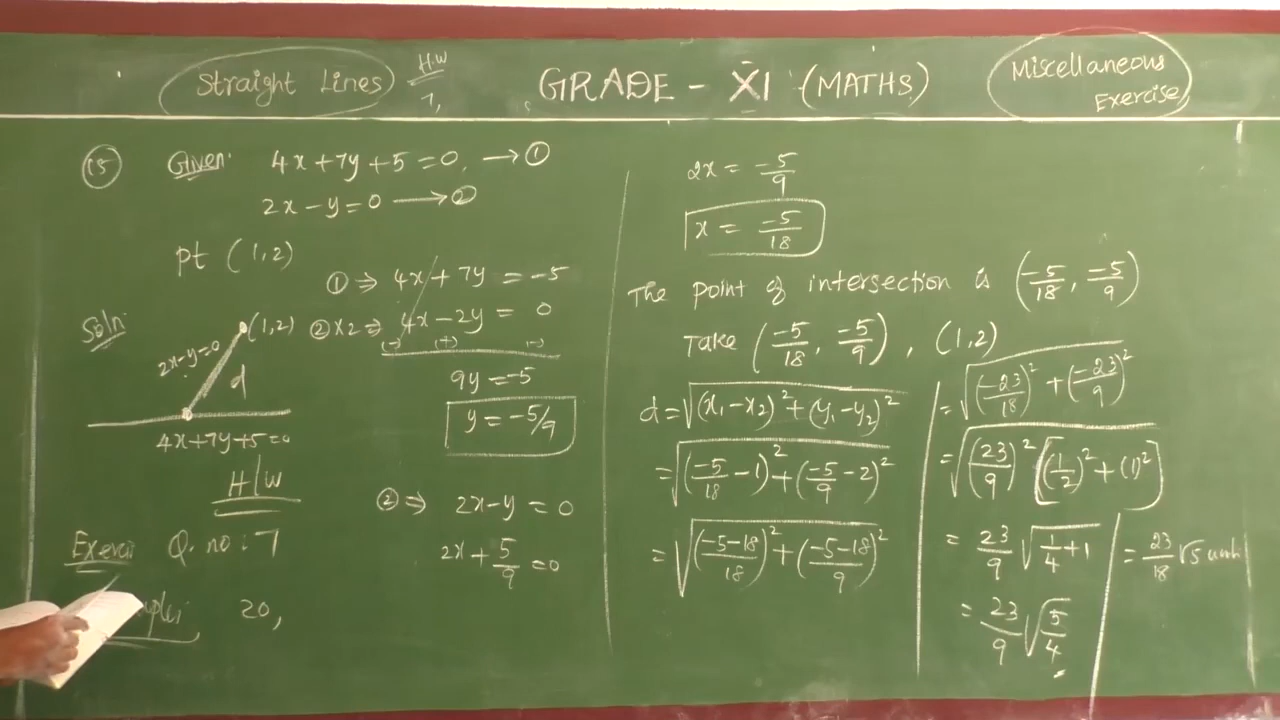 Straight Lines
H.W
7,
GRADE - XI (MATHS)
Miscellaneous
Exercise
(15) Given: 4x+7y+5=0, → ①
2x-y=0 → ②
pt (1,2)
Soln:
(1,2)
2x-y=0
d
4x+7y+5=0
H/W
Q. no: 7
20,
① ⇒ 4x+7y = -5
②x2 ⇒ 4x-2y = 0
(-) (+) (-)
9y = -5
y = -5/9
② ⇒ 2x-y = 0
2x + 5/9 = 0
2x = -5/9
x = -5/18
The point of intersection is (-5/18, -5/9)
Take (-5/18, -5/9), (1,2)
d = √((x₁-x₂)²+(y₁-y₂)²)
= √((-5/18 -1)²+(-5/9 -2)²)
= √((-5-18/18)²+(-5-18/9)²)
= √((-23/18)²+(-23/9)²)
= √((23/9)² [(1/2)²+(1)²]
= 23/9 √(1/4+1)
= 23/9 √(5/4)
= 23/18 √5 units